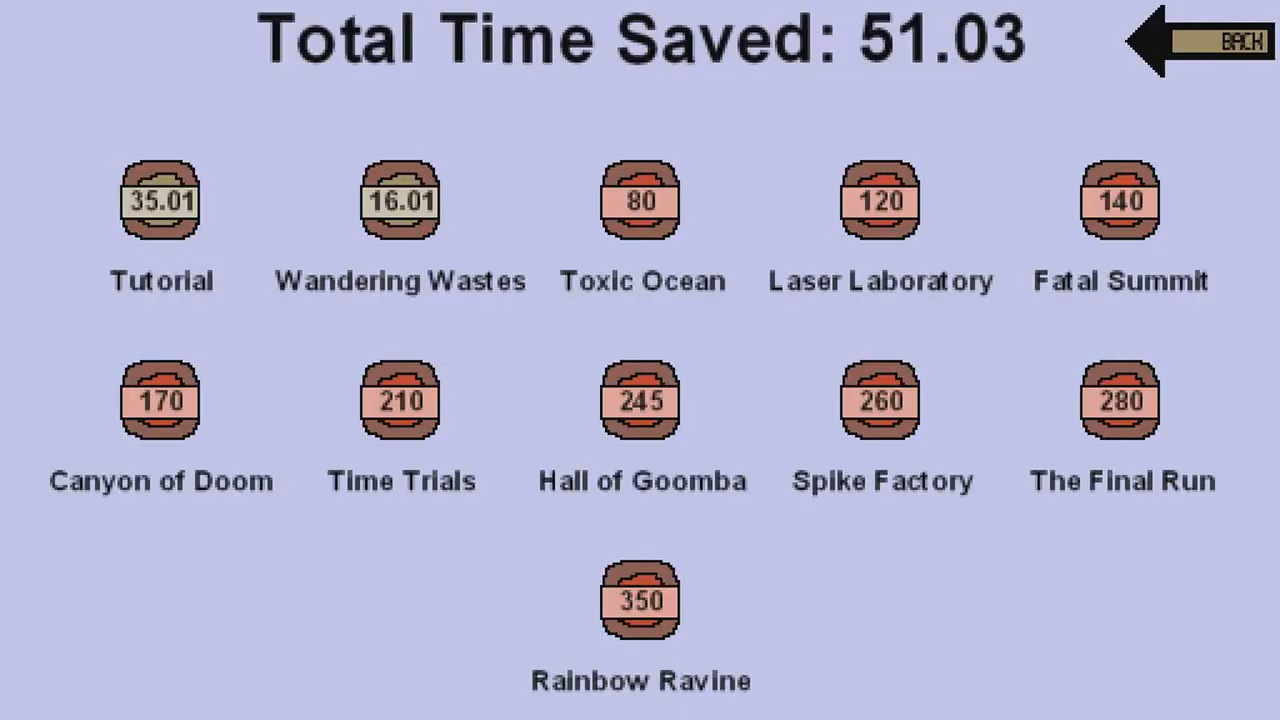 Total Time Saved: 51.03
BACK
35.01
16.01
80
120
140
Tutorial
Wandering Wastes
Toxic Ocean
Laser Laboratory
Fatal Summit
170
210
245
260
280
Canyon of Doom
Time Trials
Hall of Goomba
Spike Factory
The Final Run
350
Rainbow Ravine